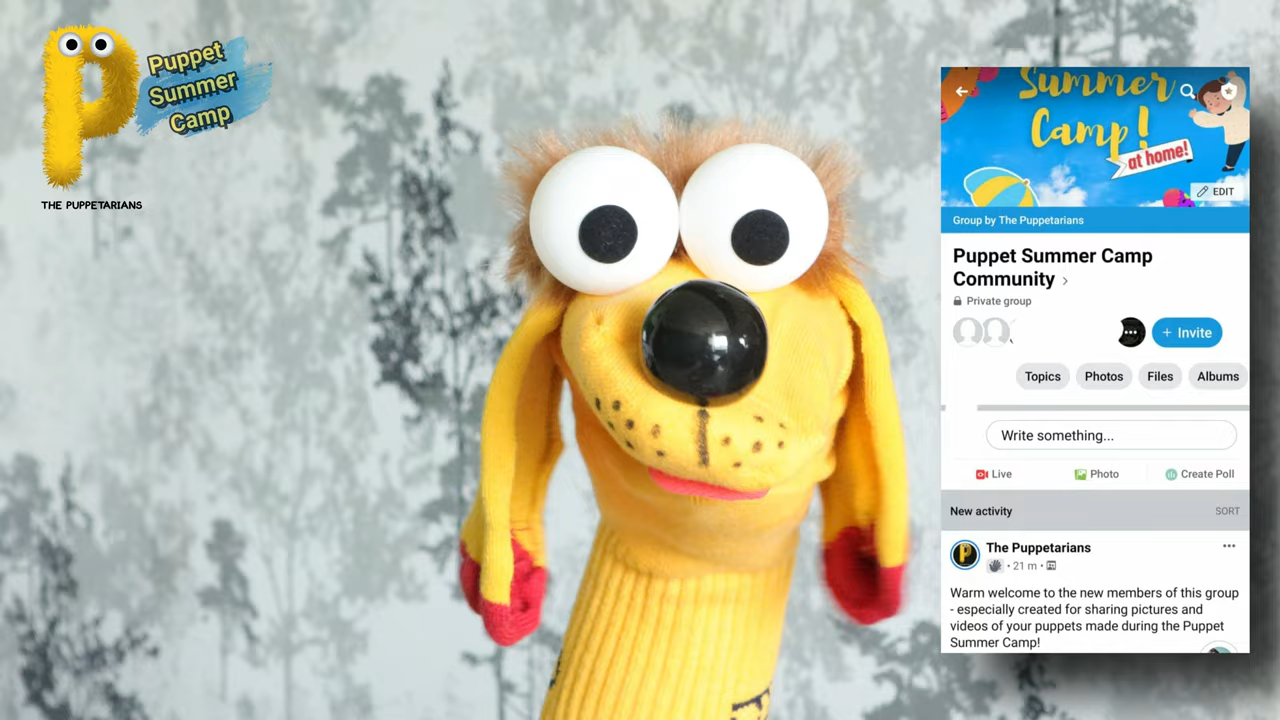 Puppet
Summer
Camp
THE PUPPETARIANS
Summer
Camp!
at home!
EDIT
Group by The Puppetarians
Puppet Summer Camp
Community
Private group
+ Invite
Topics Photos Files Albums
Write something...
Live Photo Create Poll
New activity SORT
The Puppetarians
21 m
Warm welcome to the new members of this group
- especially created for sharing pictures and
videos of your puppets made during the Puppet
Summer Camp!